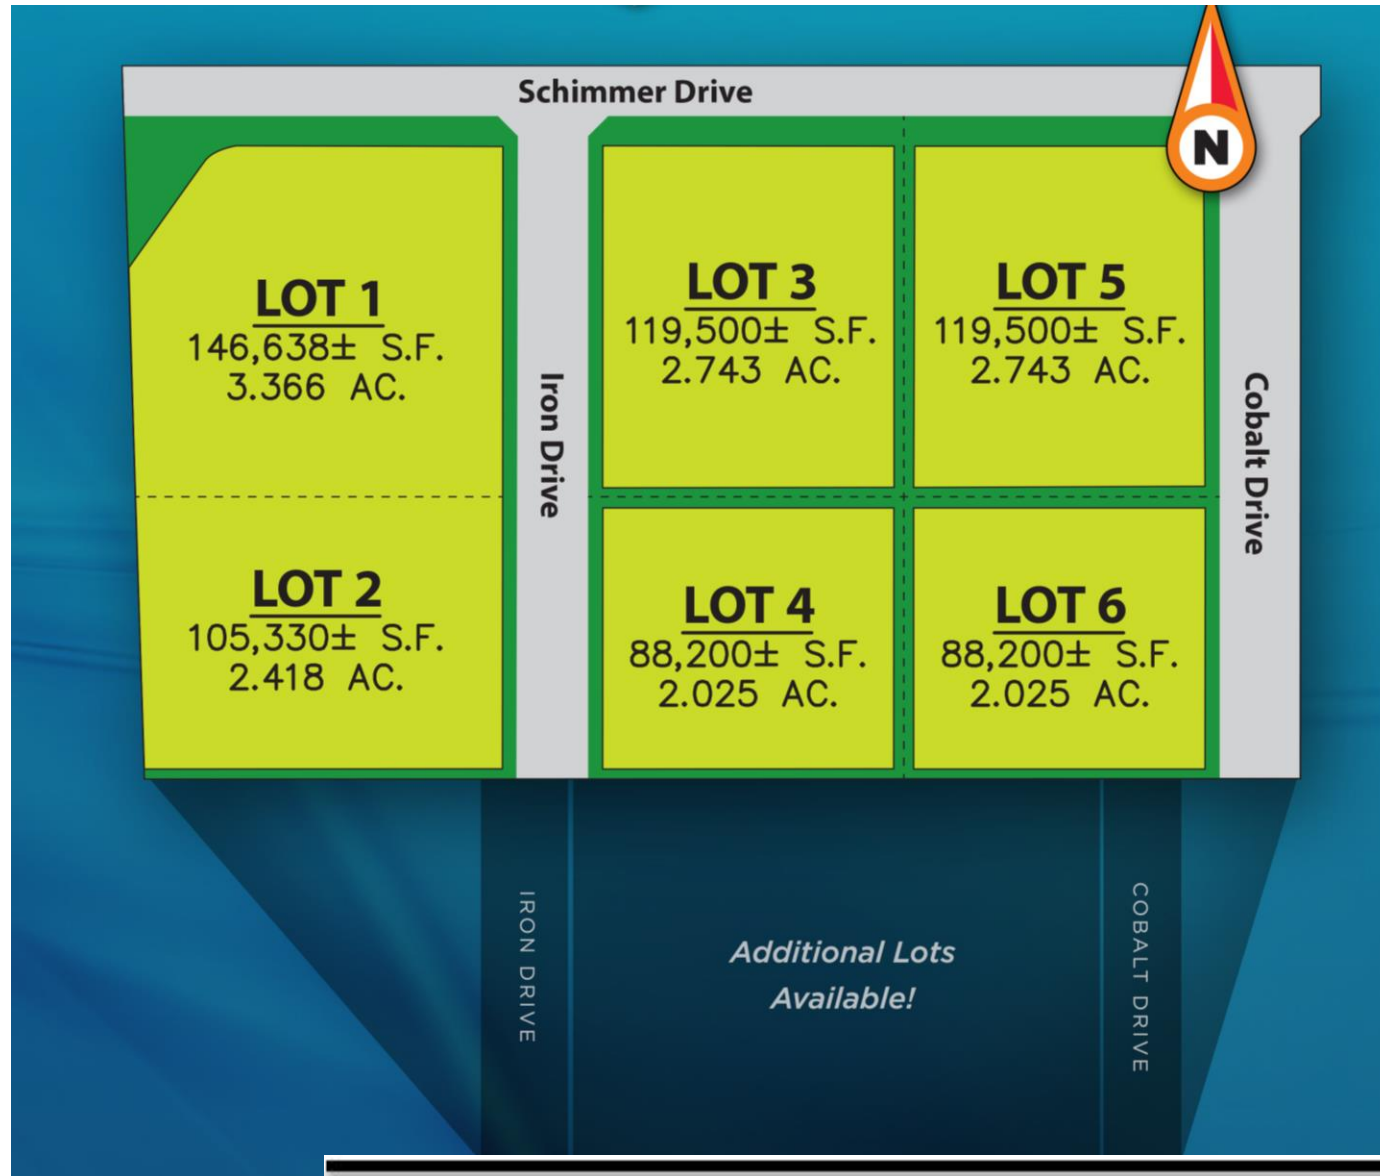 Schimmer Drive
N
LOT 1
146,638± S.F.
3.366 AC.
Iron Drive
LOT 3
119,500± S.F.
2.743 AC.
LOT 5
119,500± S.F.
2.743 AC.
Cobalt Drive
LOT 2
105,330± S.F.
2.418 AC.
LOT 4
88,200± S.F.
2.025 AC.
LOT 6
88,200± S.F.
2.025 AC.
IRON DRIVE
Additional Lots
Available!
COBALT DRIVE